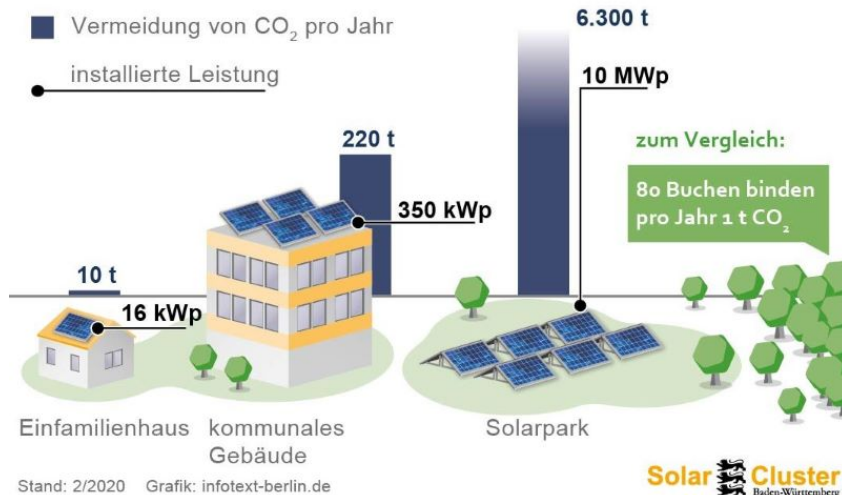 Vermeidung von CO₂ pro Jahr
installierte Leistung
6.300 t
10 MWp
220 t
350 kWp
10 t
16 kWp
zum Vergleich:
80 Buchen binden
pro Jahr 1 t CO₂
Einfamilienhaus
kommunales
Gebäude
Solarpark
Stand: 2/2020 Grafik: infotext-berlin.de
Solar Cluster
Baden-Württemberg